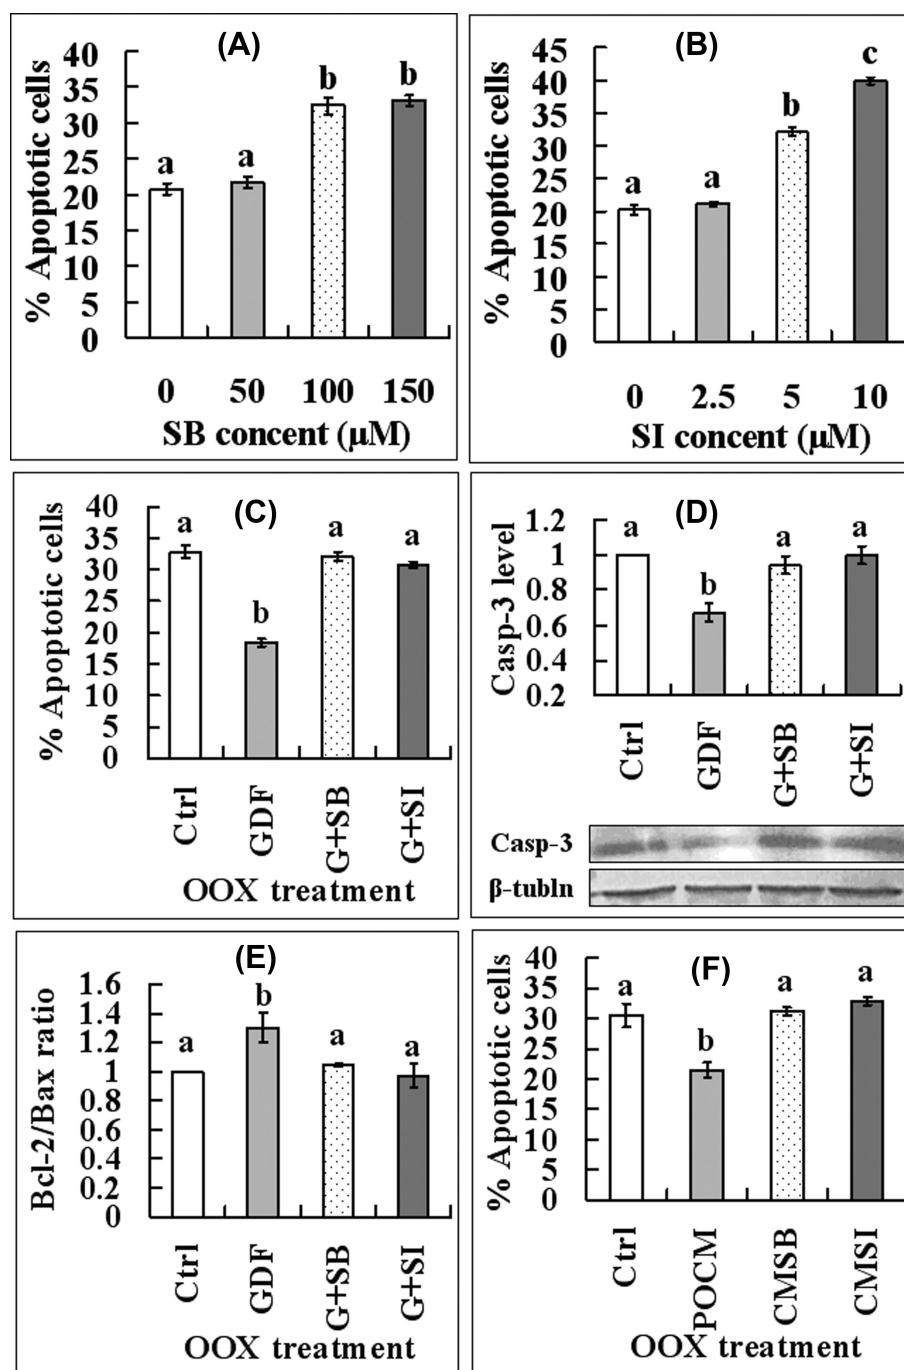 (A)
% Apoptotic cells
40
35
30
25
20
15
10
5
0
a
a
b
b
0 50 100 150
SB concent (µM)
(B)
% Apoptotic cells
45
40
35
30
25
20
15
10
5
0
a
a
b
c
0 2.5 5 10
SI concent (µM)
(C)
% Apoptotic cells
40
35
30
25
20
15
10
5
0
a
b
a
a
Ctrl
GDF
G+SB
G+SI
OOX treatment
(D)
Casp-3 level
1.2
1
0.8
0.6
0.4
0.2
a
b
a
a
Ctrl
GDF
G+SB
G+SI
Casp-3
β-tubln
(E)
Bcl-2/Bax ratio
1.6
1.4
1.2
1
0.8
0.6
0.4
0.2
0
a
b
a
a
Ctrl
GDF
G+SB
G+SI
OOX treatment
(F)
% Apoptotic cells
40
35
30
25
20
15
10
5
0
a
b
a
a
Ctrl
POCM
CMSB
CMSI
OOX treatment